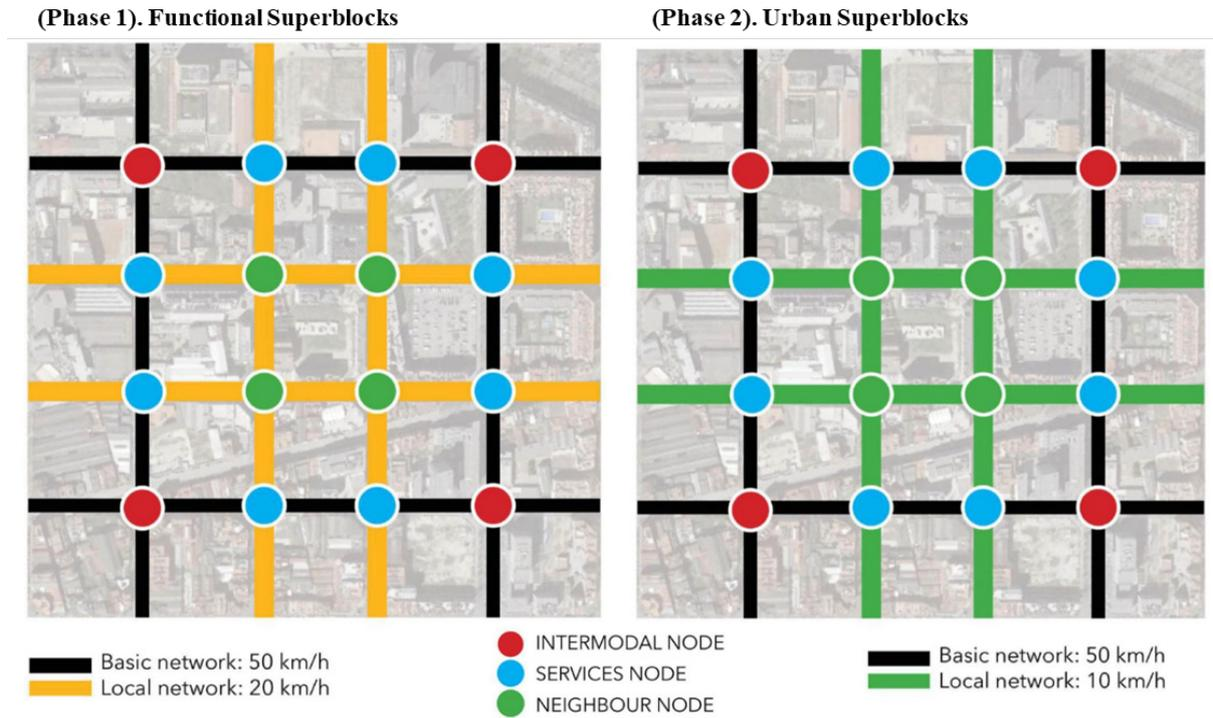 (Phase 1). Functional Superblocks
(Phase 2). Urban Superblocks
Basic network: 50 km/h
Local network: 20 km/h
INTERMODAL NODE
SERVICES NODE
NEIGHBOUR NODE
Basic network: 50 km/h
Local network: 10 km/h